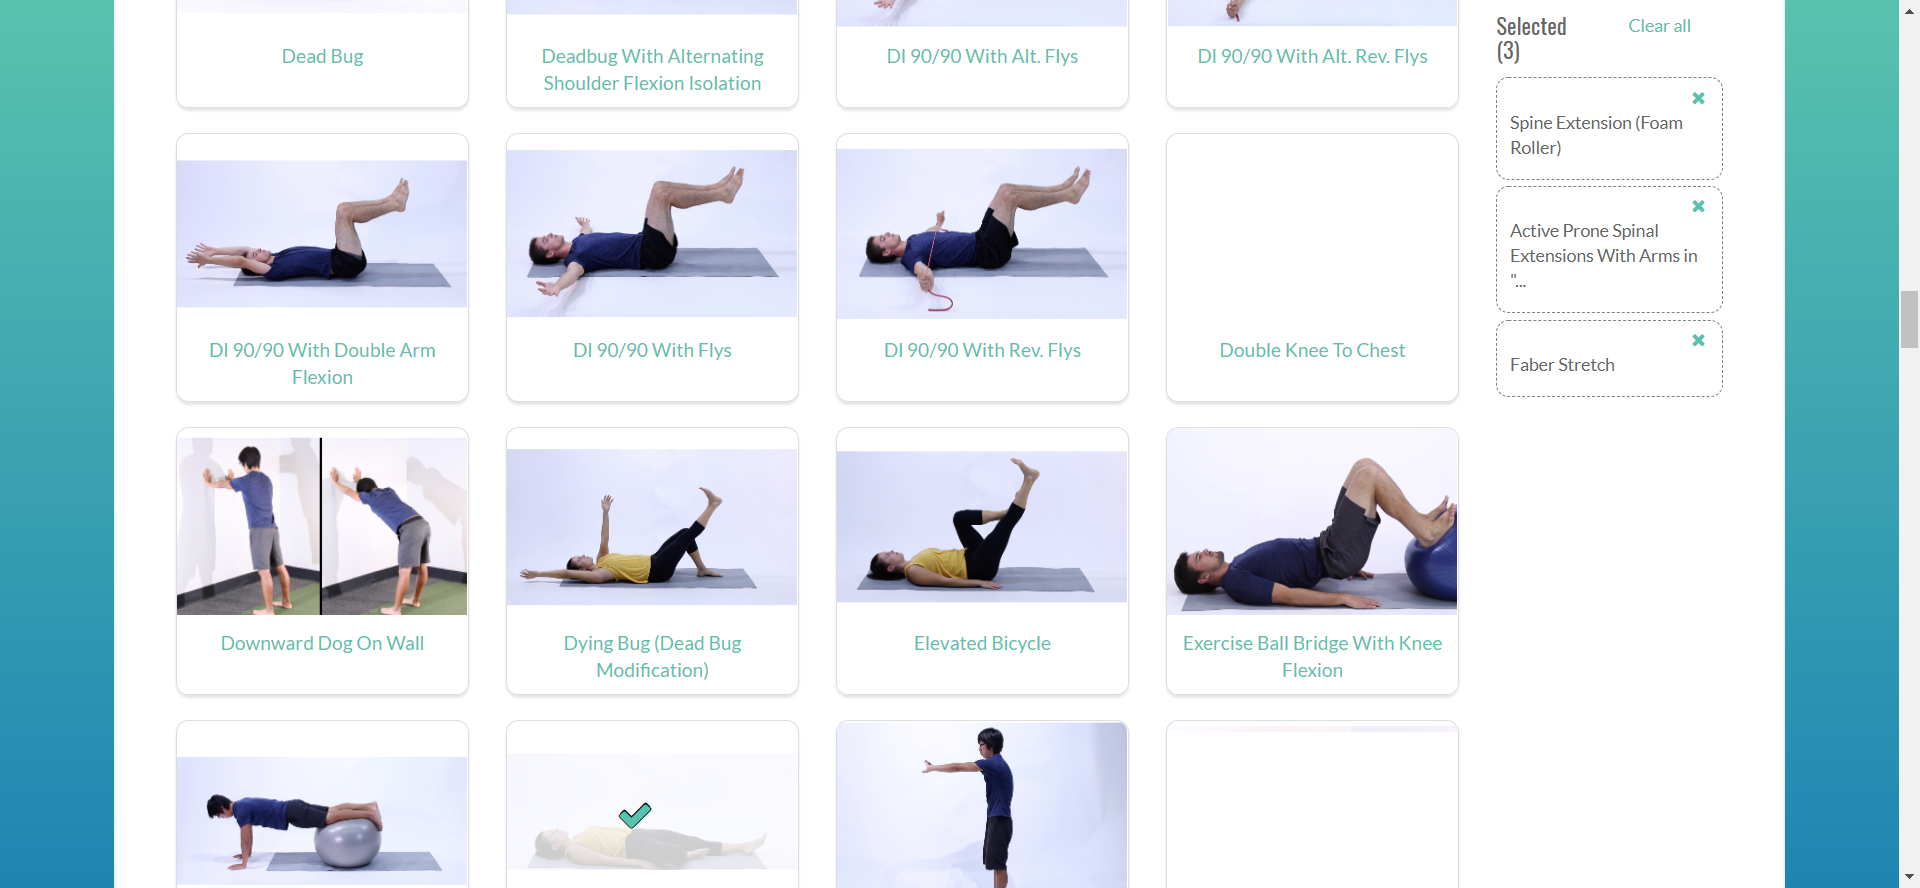 Dead Bug
Deadbug With Alternating
Shoulder Flexion Isolation
DI 90/90 With Alt. Flys
DI 90/90 With Alt. Rev. Flys
Selected
(3)
Clear all
Spine Extension (Foam
Roller)
Active Prone Spinal
Extensions With Arms in
"...
Faber Stretch
DI 90/90 With Double Arm
Flexion
DI 90/90 With Flys
DI 90/90 With Rev. Flys
Double Knee To Chest
Downward Dog On Wall
Dying Bug (Dead Bug
Modification)
Elevated Bicycle
Exercise Ball Bridge With Knee
Flexion